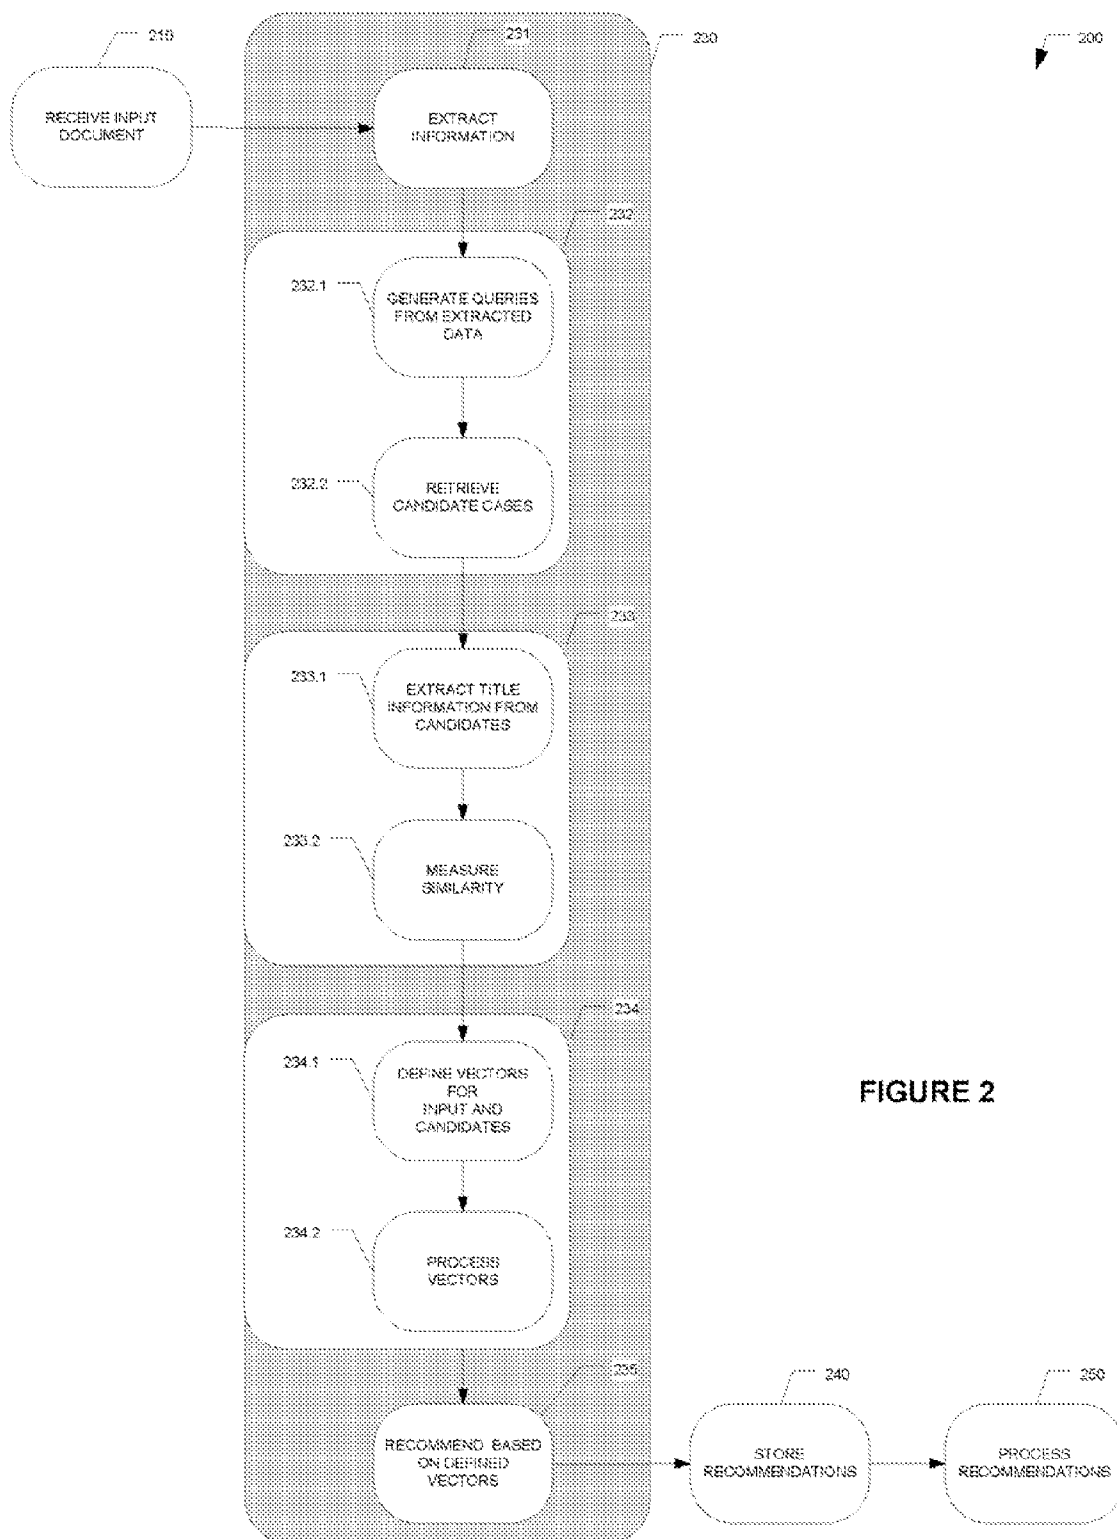 210
RECEIVE INPUT
DOCUMENT
231
EXTRACT
INFORMATION
230
200
232
232.1
GENERATE QUERIES
FROM EXTRACTED
DATA
232.2
RETRIEVE
CANDIDATE CASES
233
233.1
EXTRACT TITLE
INFORMATION FROM
CANDIDATES
233.2
MEASURE
SIMILARITY
234
234.1
DEFINE VECTORS
FOR
INPUT AND
CANDIDATES
FIGURE 2
234.2
PROCESS
VECTORS
235
RECOMMEND BASED
ON DEFINED
VECTORS
240
STORE
RECOMMENDATIONS
250
PROCESS
RECOMMENDATIONS